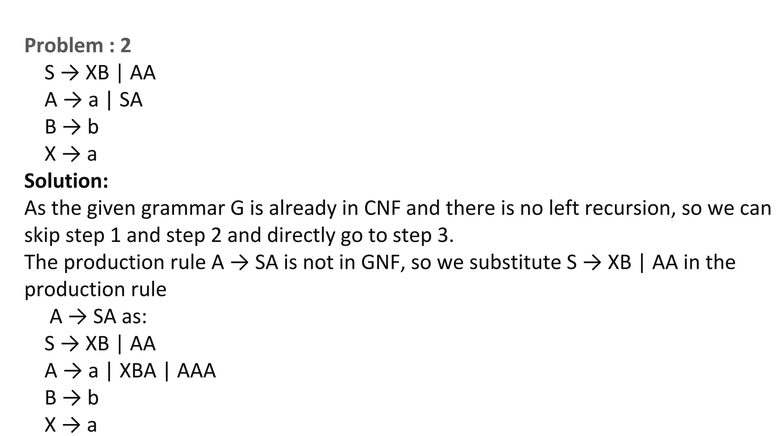 Problem : 2
S → XB | AA
A → a | SA
B → b
X → a
Solution:
As the given grammar G is already in CNF and there is no left recursion, so we can
skip step 1 and step 2 and directly go to step 3.
The production rule A → SA is not in GNF, so we substitute S → XB | AA in the
production rule
A → SA as:
S → XB | AA
A → a | XBA | AAA
B → b
X → a